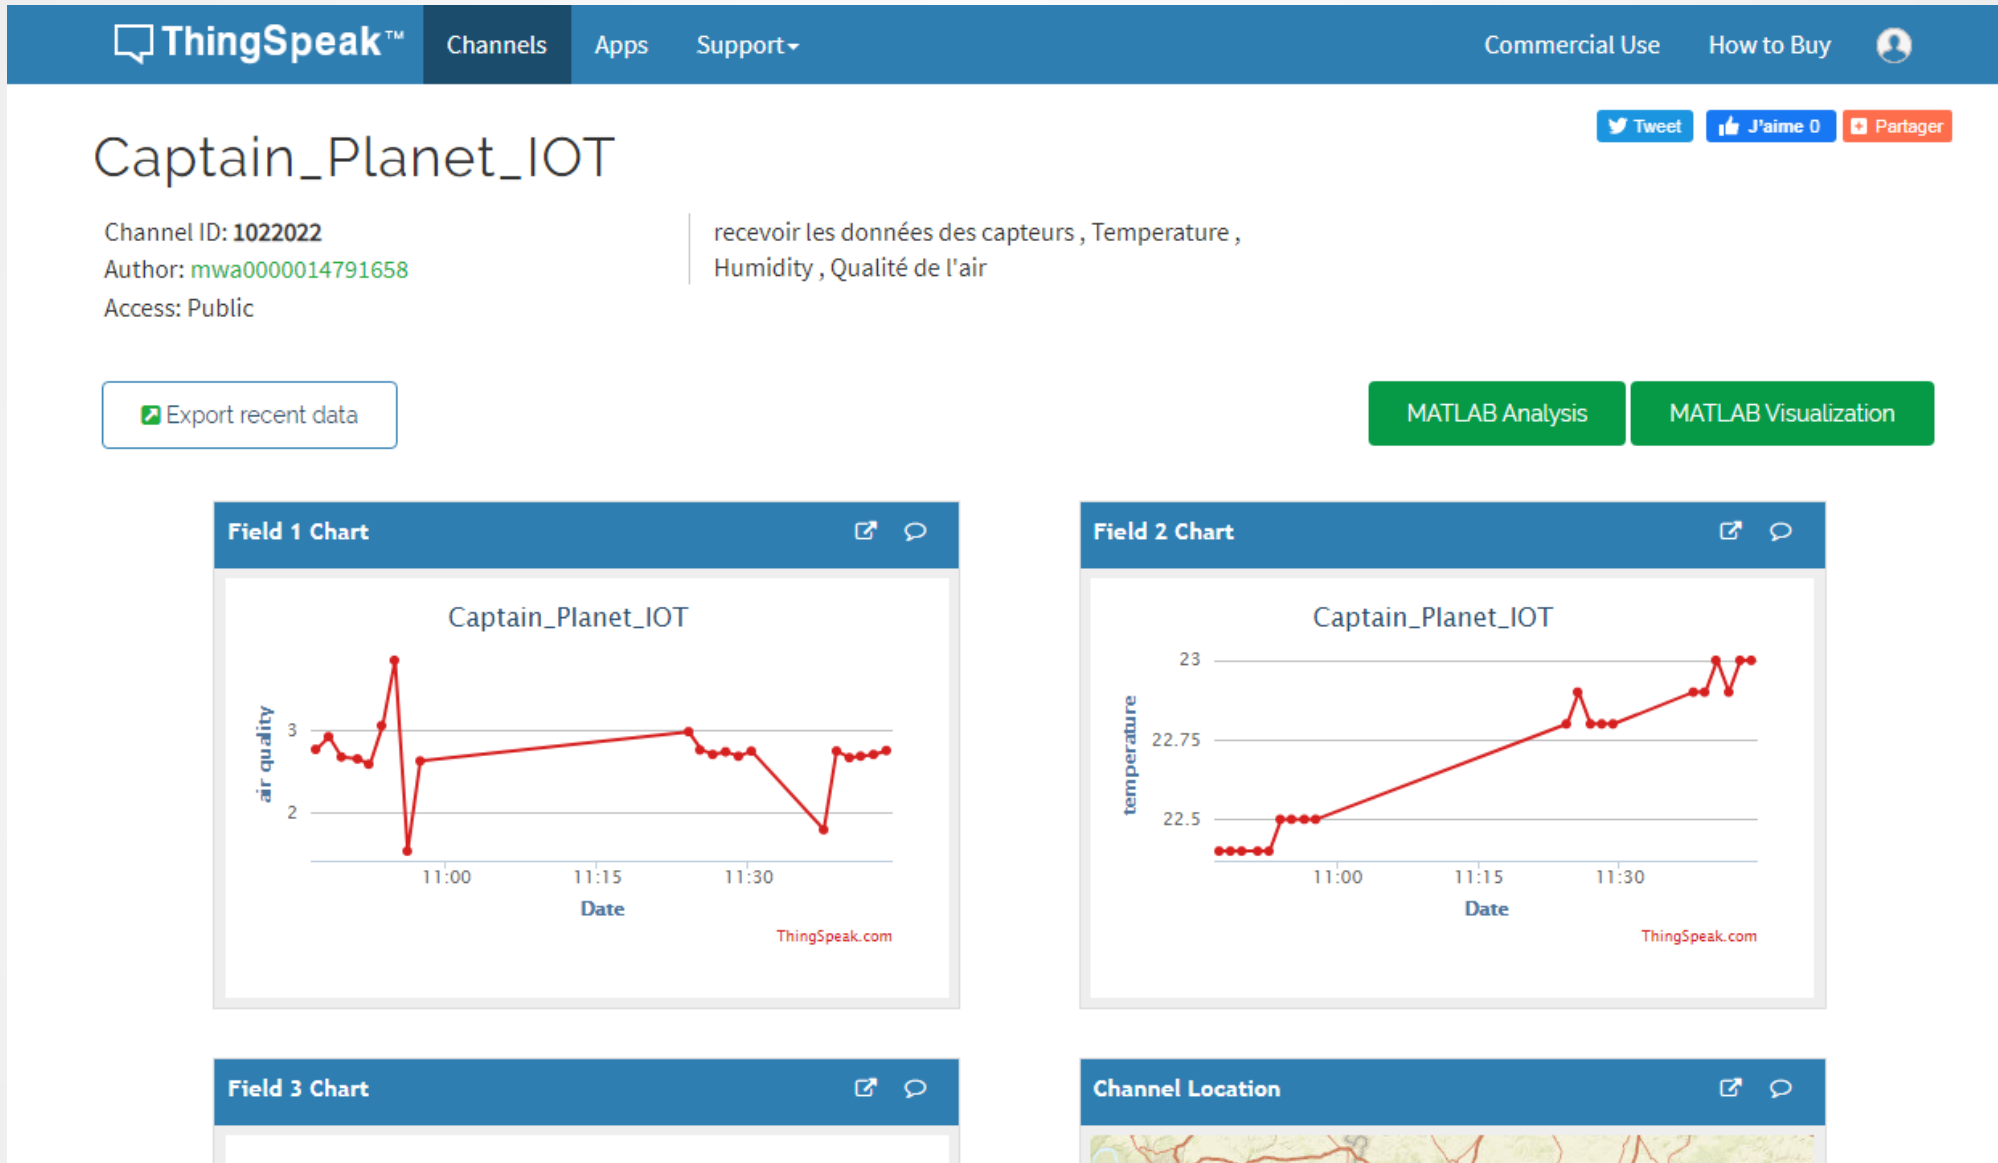 ThingSpeak™ Channels Apps Support Commercial Use How to Buy
Tweet J'aime 0 Partager
Captain_Planet_IOT
Channel ID: 1022022
Author: mwa0000014791658
Access: Public
recevoir les données des capteurs , Temperature ,
Humidity , Qualité de l'air
Export recent data
MATLAB Analysis MATLAB Visualization
Field 1 Chart
Captain_Planet_IOT
air quality
3
2
11:00 11:15 11:30
Date
ThingSpeak.com
Field 2 Chart
Captain_Planet_IOT
temperature
23
22.75
22.5
11:00 11:15 11:30
Date
ThingSpeak.com
Field 3 Chart
Channel Location